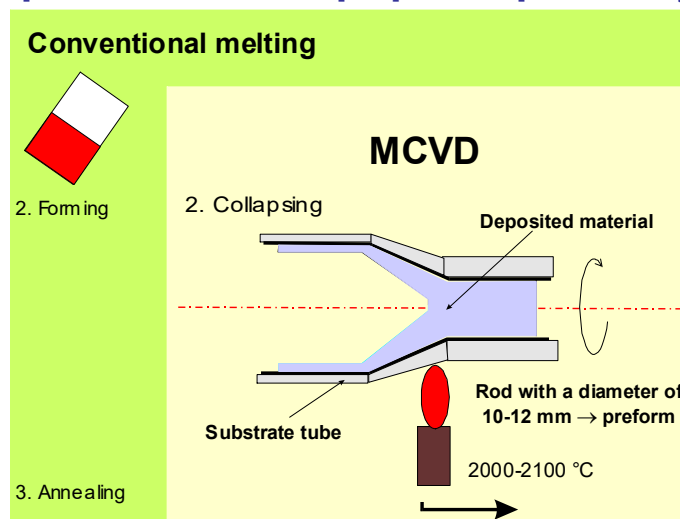 Conventional melting
MCVD
2. Forming
2. Collapsing
Deposited material
Substrate tube
Rod with a diameter of
10-12 mm → preform
2000-2100 °C
3. Annealing